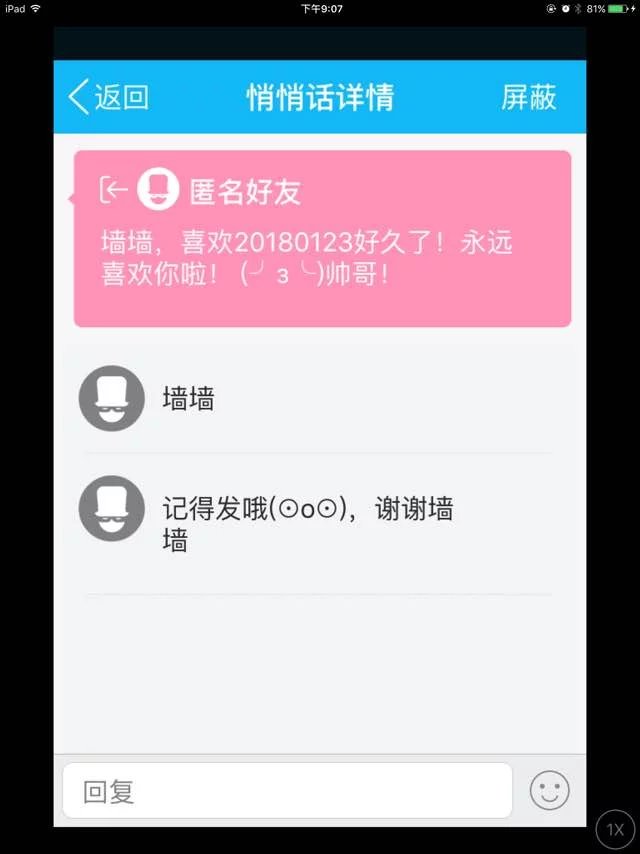 iPad 下午9:07 81%
返回 悄悄话详情 屏蔽
匿名好友
墙墙，喜欢20180123好久了！永远
喜欢你啦！(╯з╰)帅哥！
墙墙
记得发哦(⊙o⊙)，谢谢墙
墙
回复
1X